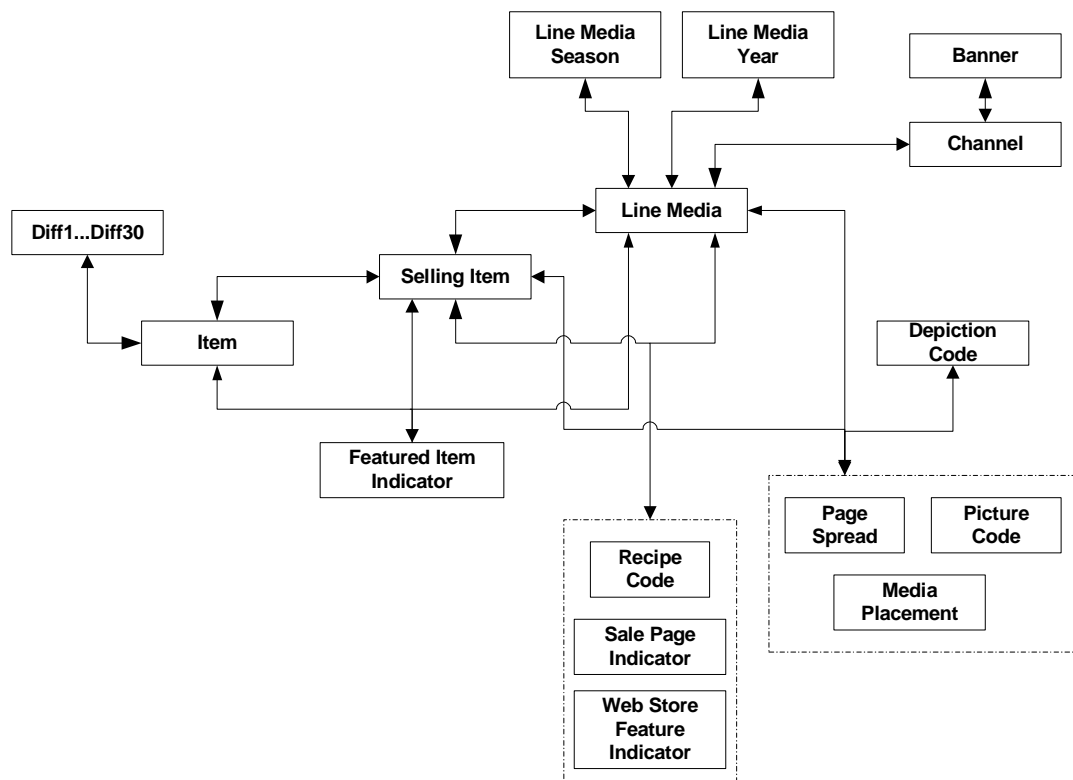 Line Media
Season
Line Media
Year
Banner
Channel
Line Media
Diff1...Diff30
Selling Item
Item
Depiction
Code
Featured Item
Indicator
Page
Spread
Picture
Code
Media
Placement
Recipe
Code
Sale Page
Indicator
Web Store
Feature
Indicator